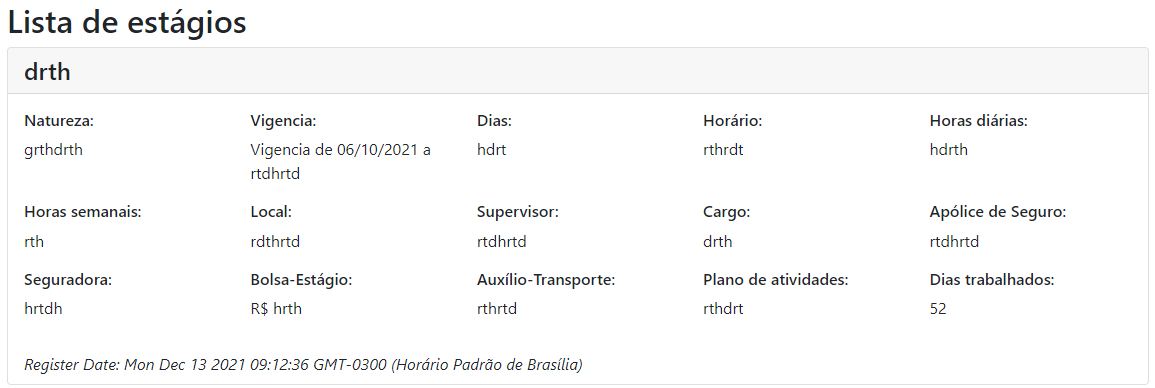 Lista de estágios
drth
Natureza: Vigencia: Dias: Horário: Horas diárias:
grthdrth Vigencia de 06/10/2021 a hdrt rthrdt hdrth
rtdhrtd
Horas semanais: Local: Supervisor: Cargo: Apólice de Seguro:
rth rdthrtd rtdhrtd drth rtdhrtd
Seguradora: Bolsa-Estágio: Auxílio-Transporte: Plano de atividades: Dias trabalhados:
hrtdh R$ hrth rthrtd rthdrt 52
Register Date: Mon Dec 13 2021 09:12:36 GMT-0300 (Horário Padrão de Brasília)